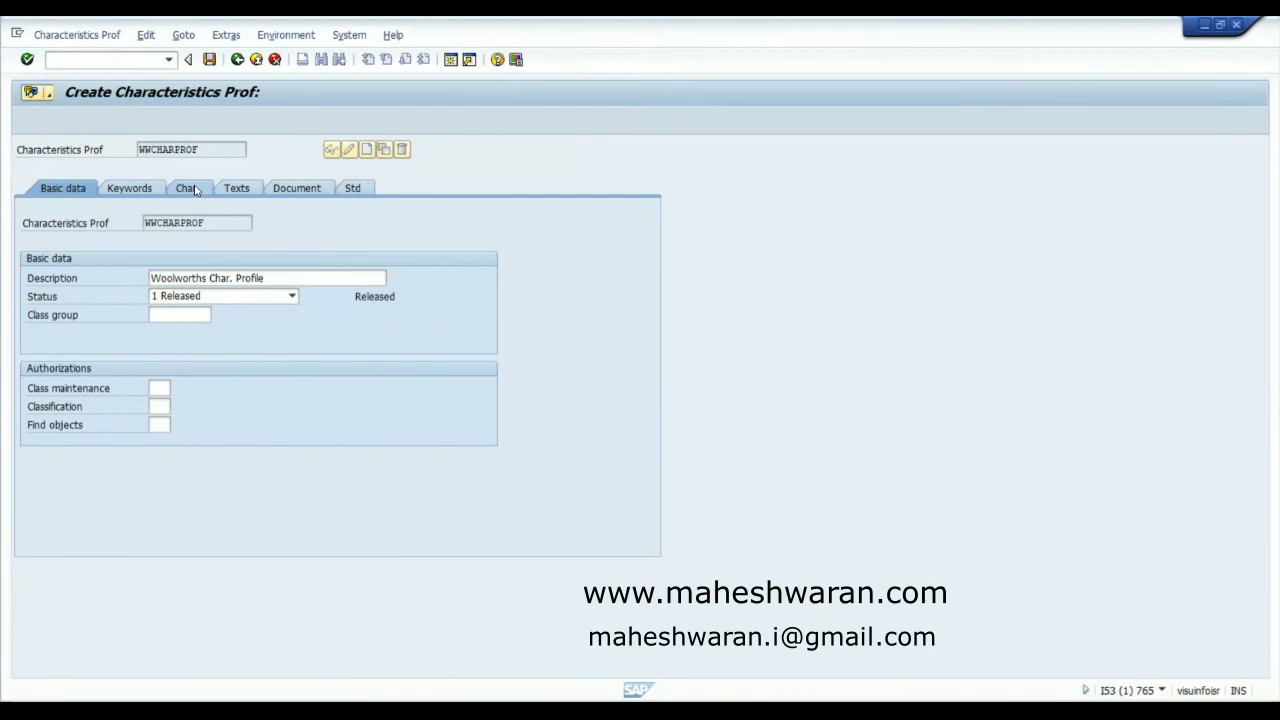 Characteristics Prof Edit Goto Extras Environment System Help
Create Characteristics Prof:
Characteristics Prof WWCHARPROF
Basic data Keywords Char. Texts Document Std
Characteristics Prof WWCHARPROF
Basic data
Description Woolworths Char. Profile
Status 1 Released Released
Class group
Authorizations
Class maintenance
Classification
Find objects
www.maheshwaran.com
maheshwaran.i@gmail.com
SAP I53 (1) 765 visuinfoisr INS